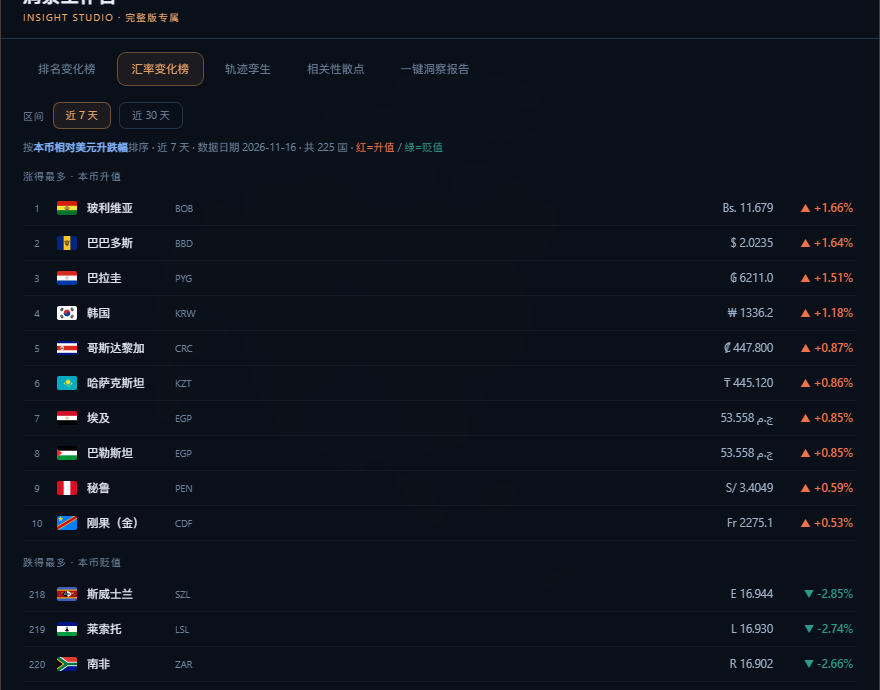 INSIGHT STUDIO · 完整版专属
排名变化榜 汇率变化榜 轨迹孪生 相关性散点 一键洞察报告
区间 近 7 天 近 30 天
按本币相对美元升跌幅排序 · 近 7 天 · 数据日期 2026-11-16 · 共 225 国 · 红=升值 / 绿=贬值
涨得最多 · 本币升值
1 玻利维亚 BOB Bs. 11.679 ▲ +1.66%
2 巴巴多斯 BBD $ 2.0235 ▲ +1.64%
3 巴拉圭 PYG ₲ 6211.0 ▲ +1.51%
4 韩国 KRW ₩ 1336.2 ▲ +1.18%
5 哥斯达黎加 CRC ₡ 447.800 ▲ +0.87%
6 哈萨克斯坦 KZT ₸ 445.120 ▲ +0.86%
7 埃及 EGP 53.558 ج.م ▲ +0.85%
8 巴勒斯坦 EGP 53.558 ج.م ▲ +0.85%
9 秘鲁 PEN S/ 3.4049 ▲ +0.59%
10 刚果（金） CDF Fr 2275.1 ▲ +0.53%
跌得最多 · 本币贬值
218 斯威士兰 SZL E 16.944 ▼ -2.85%
219 莱索托 LSL L 16.930 ▼ -2.74%
220 南非 ZAR R 16.902 ▼ -2.66%